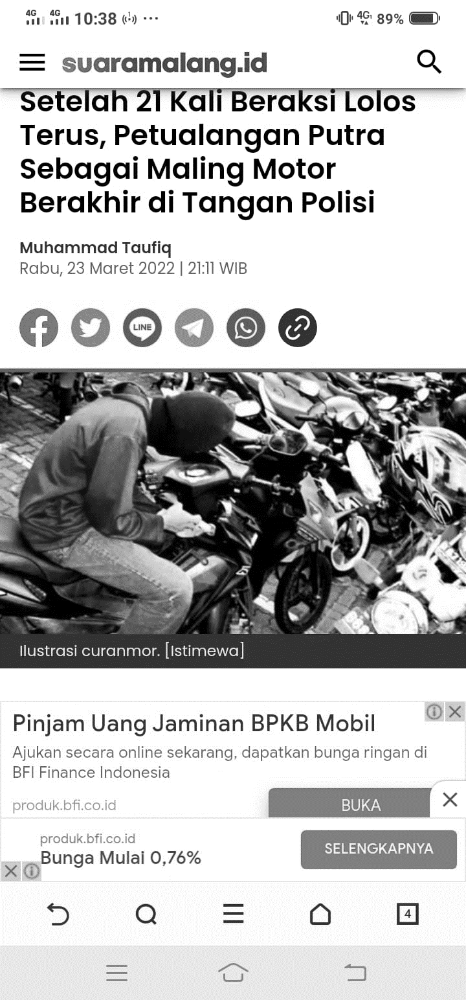 4G 4G 10:38 4G 89%
suaramalang.id
Setelah 21 Kali Beraksi Lolos
Terus, Petualangan Putra
Sebagai Maling Motor
Berakhir di Tangan Polisi
Muhammad Taufiq
Rabu, 23 Maret 2022 | 21:11 WIB
LINE
Ilustrasi curanmor. [Istimewa]
Pinjam Uang Jaminan BPKB Mobil
Ajukan secara online sekarang, dapatkan bunga ringan di
BFI Finance Indonesia
produk.bfi.co.id
BUKA
produk.bfi.co.id
Bunga Mulai 0,76%
SELENGKAPNYA
4